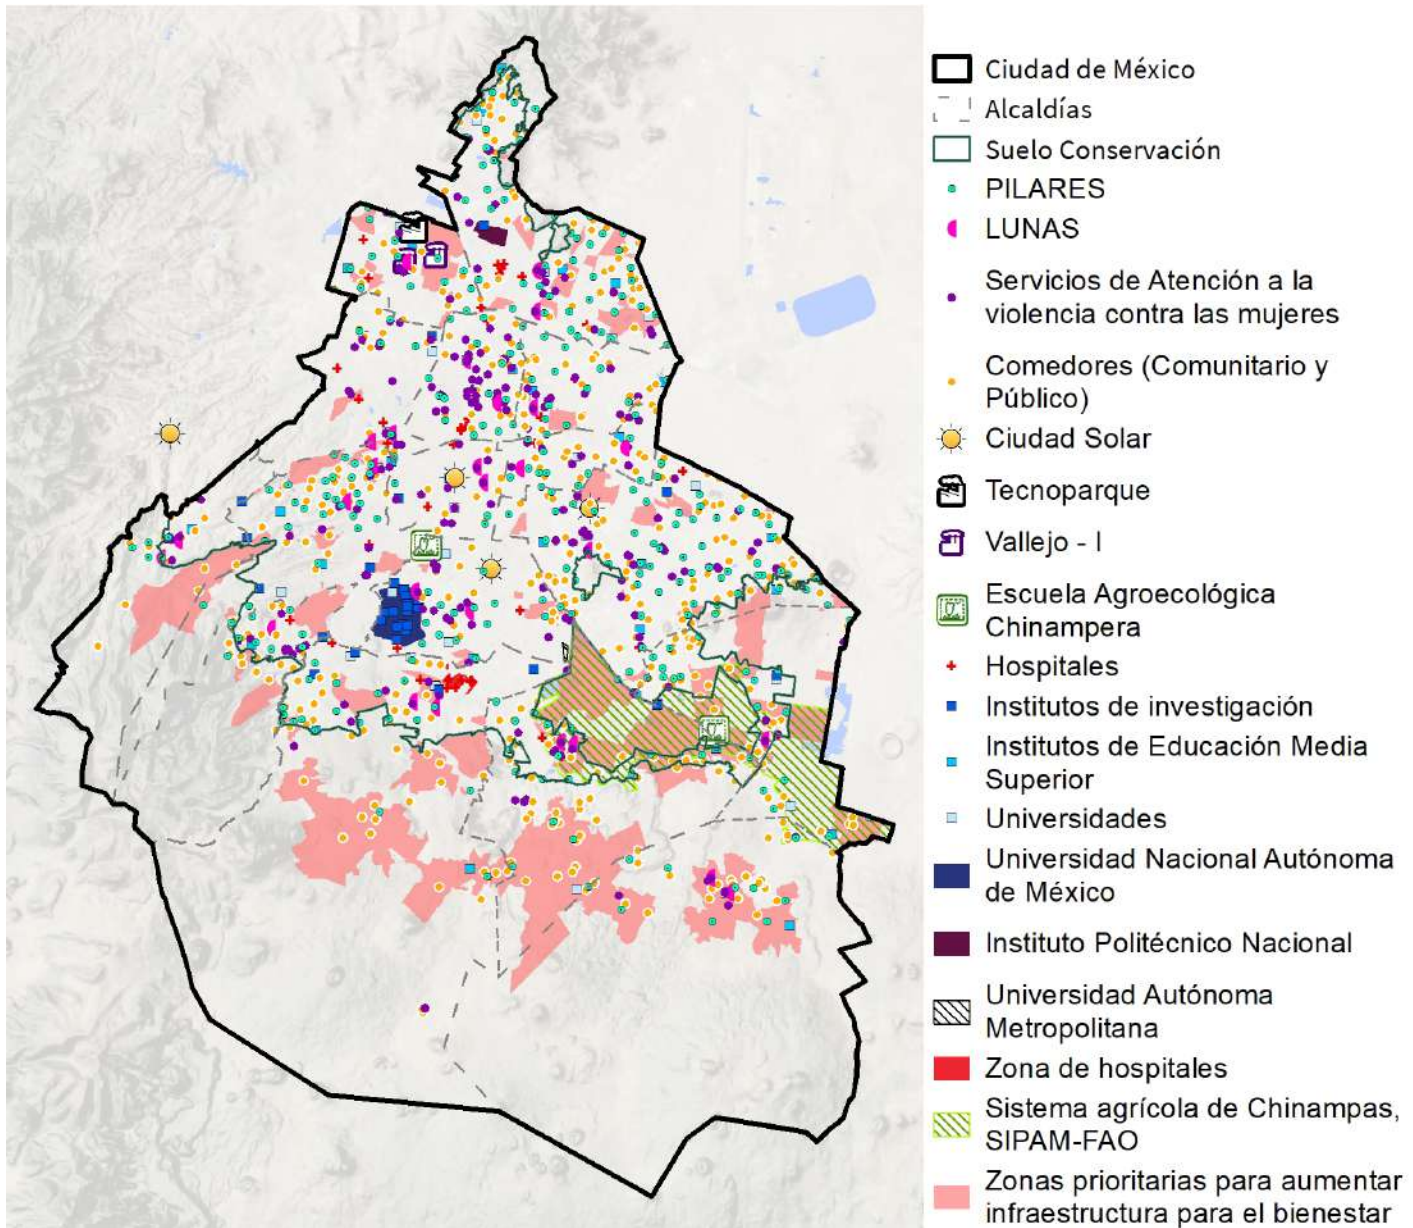 Ciudad de México
Alcaldías
Suelo Conservación
PILARES
LUNAS
Servicios de Atención a la
violencia contra las mujeres
Comedores (Comunitario y
Público)
Ciudad Solar
Tecnoparque
Vallejo - I
Escuela Agroecológica
Chinampera
Hospitales
Institutos de investigación
Institutos de Educación Media
Superior
Universidades
Universidad Nacional Autónoma
de México
Instituto Politécnico Nacional
Universidad Autónoma
Metropolitana
Zona de hospitales
Sistema agrícola de Chinampas,
SIPAM-FAO
Zonas prioritarias para aumentar
infraestructura para el bienestar